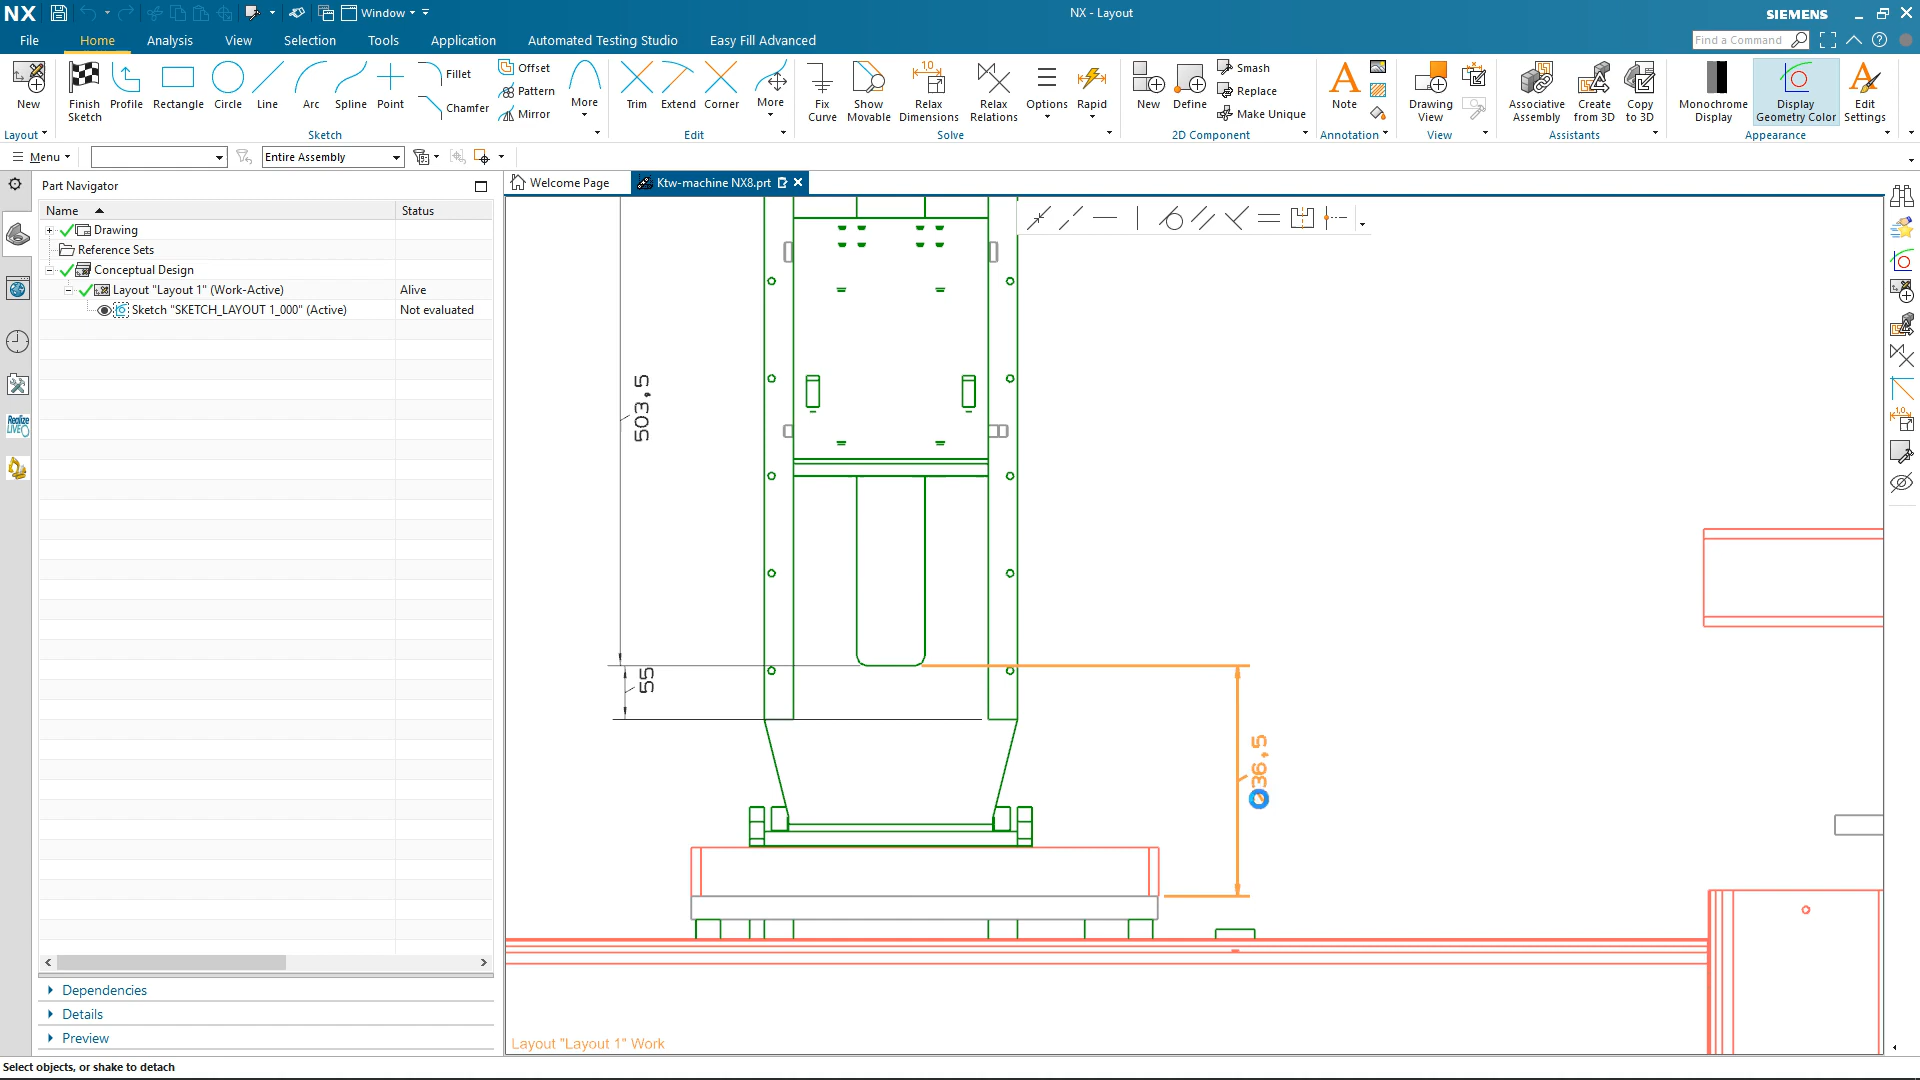 NX
Window
NX - Layout
SIEMENS
File
Home
Analysis
View
Selection
Tools
Application
Automated Testing Studio
Easy Fill Advanced
Find a Command
New
Finish Sketch
Profile
Rectangle
Circle
Line
Arc
Spline
Point
Fillet
Chamfer
Offset
Pattern
Mirror
More
Trim
Extend
Corner
More
Fix Curve
Show Movable
Relax Dimensions
Relax Relations
Options
Rapid
New
Define
Smash
Replace
Make Unique
Note
Drawing View
Associative Assembly
Create from 3D
Copy to 3D
Monochrome Display
Display Geometry Color
Edit Settings
Layout
Sketch
Edit
Solve
2D Component
Annotation
View
Assistants
Appearance
Menu
Entire Assembly
Part Navigator
Welcome Page
Ktw-machine NX8.prt
Name
Status
Drawing
Reference Sets
Conceptual Design
Layout "Layout 1" (Work-Active)
Alive
Sketch "SKETCH_LAYOUT 1_000" (Active)
Not evaluated
Realize
LIVE
503,5
55
36,5
Dependencies
Details
Preview
Layout "Layout 1" Work
Select objects, or shake to detach